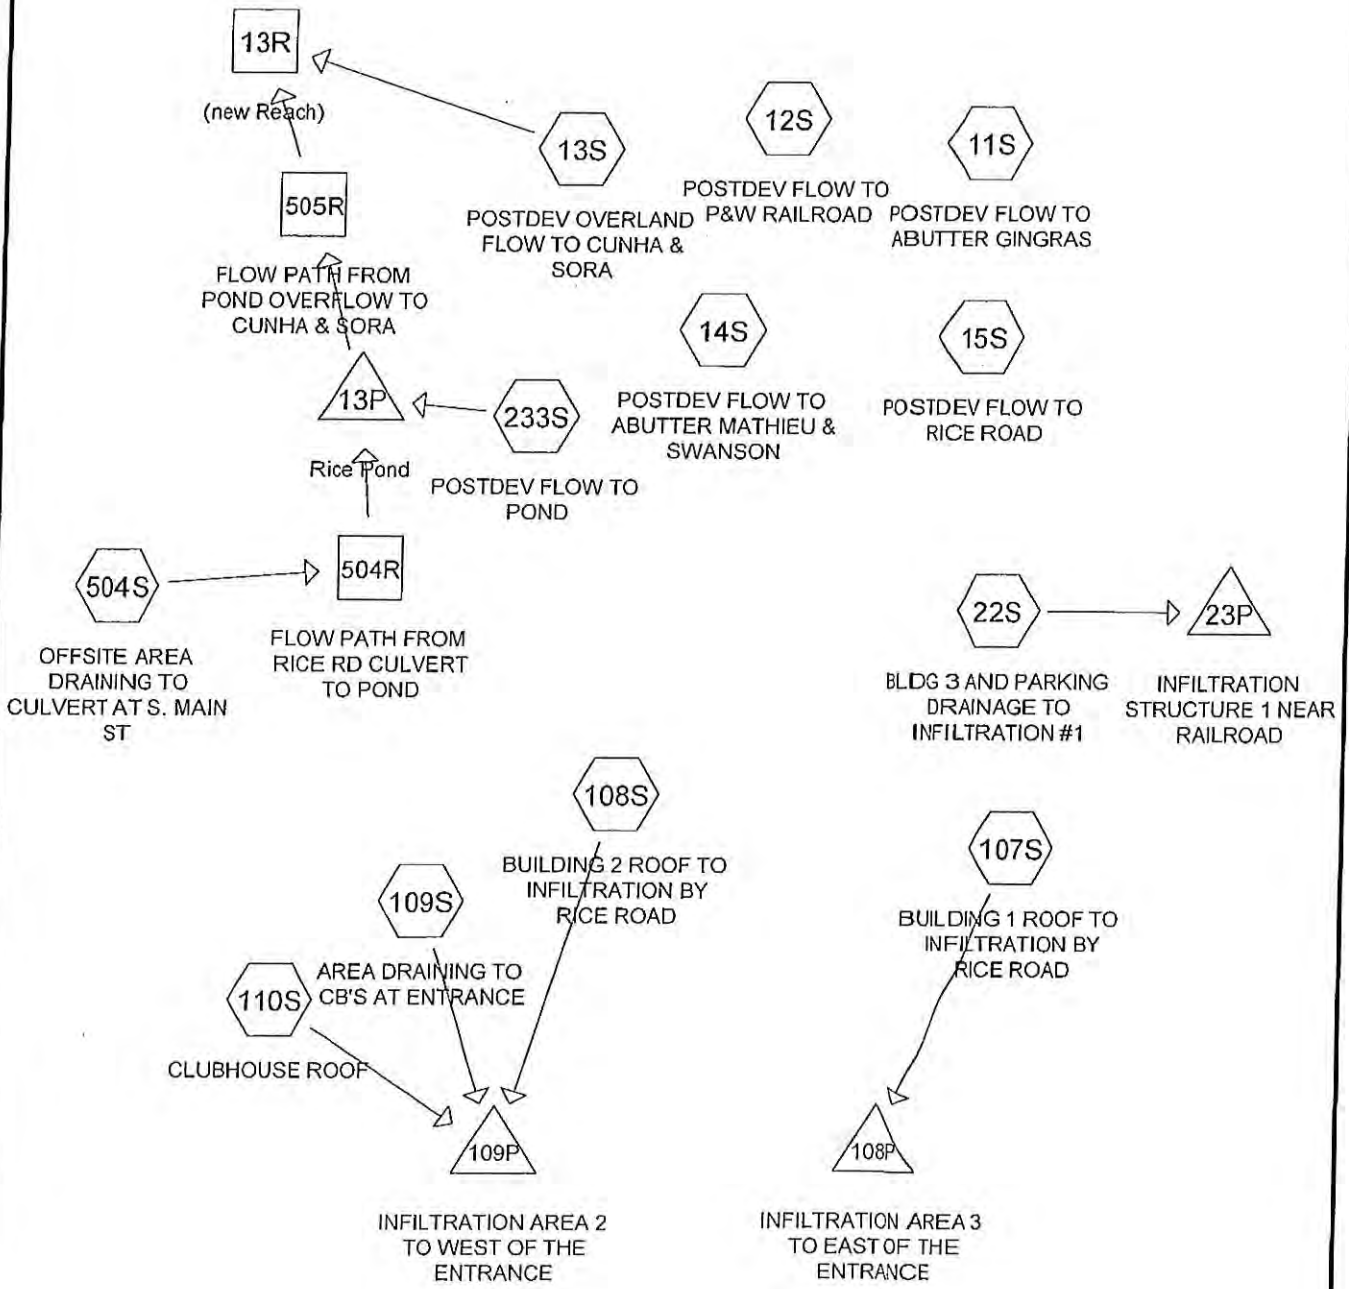 13R
(new Reach)
13S
POSTDEV OVERLAND
FLOW TO CUNHA &
SORA
12S
POSTDEV FLOW TO
P&W RAILROAD
11S
POSTDEV FLOW TO
ABUTTER GINGRAS
505R
FLOW PATH FROM
POND OVERFLOW TO
CUNHA & SORA
14S
POSTDEV FLOW TO
ABUTTER MATHIEU &
SWANSON
15S
POSTDEV FLOW TO
RICE ROAD
13P
Rice Pond
233S
POSTDEV FLOW TO
POND
504S
OFFSITE AREA
DRAINING TO
CULVERT AT S. MAIN
ST
504R
FLOW PATH FROM
RICE RD CULVERT
TO POND
22S
BLDG 3 AND PARKING
DRAINAGE TO
INFILTRATION #1
23P
INFILTRATION
STRUCTURE 1 NEAR
RAILROAD
108S
BUILDING 2 ROOF TO
INFILTRATION BY
RICE ROAD
107S
BUILDING 1 ROOF TO
INFILTRATION BY
RICE ROAD
109S
AREA DRAINING TO
CB'S AT ENTRANCE
110S
CLUBHOUSE ROOF
109P
INFILTRATION AREA 2
TO WEST OF THE
ENTRANCE
108P
INFILTRATION AREA 3
TO EAST OF THE
ENTRANCE